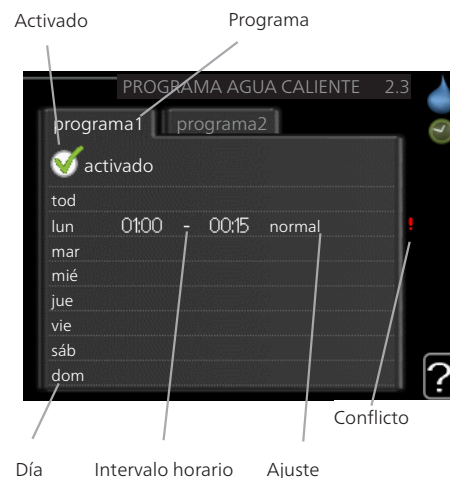 Activado Programa
PROGRAMA AGUA CALIENTE 2.3
programa1 programa2
activado
tod
lun 01:00 - 00:15 normal !
mar
mié
jue
vie
sáb
dom
?
Conflicto
Día Intervalo horario Ajuste